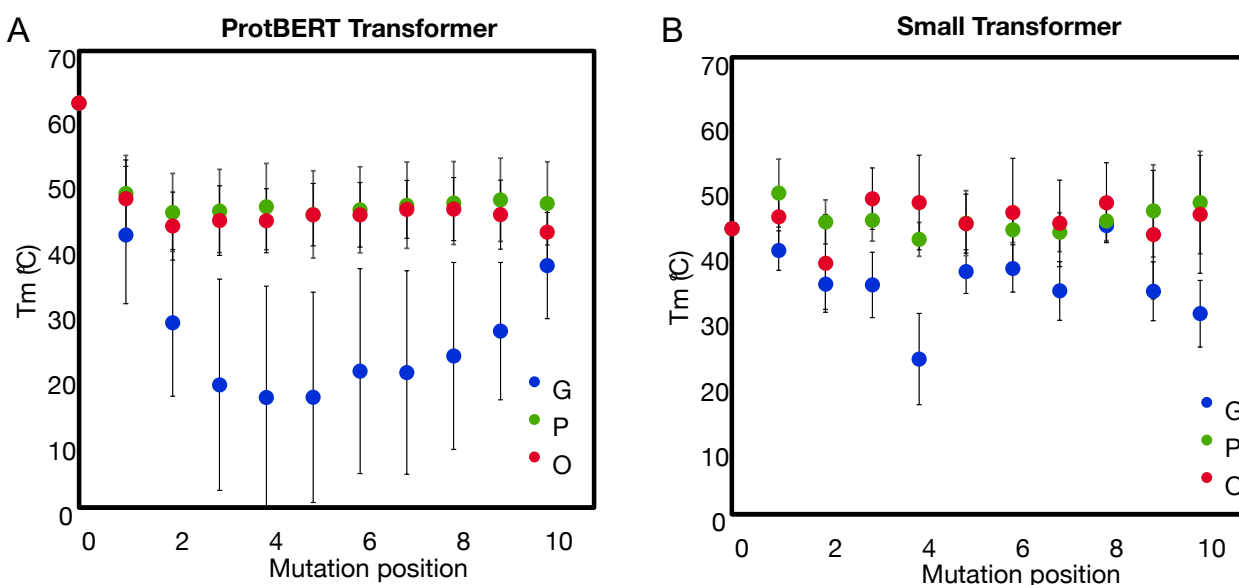 A
ProtBERT Transformer
70
60
50
40
30
20
10
0
Tm (°C)
G
P
O
0 2 4 6 8 10
Mutation position
B
Small Transformer
70
60
50
40
30
20
10
0
Tm (°C)
G
P
0 2 4 6 8 10
Mutation position